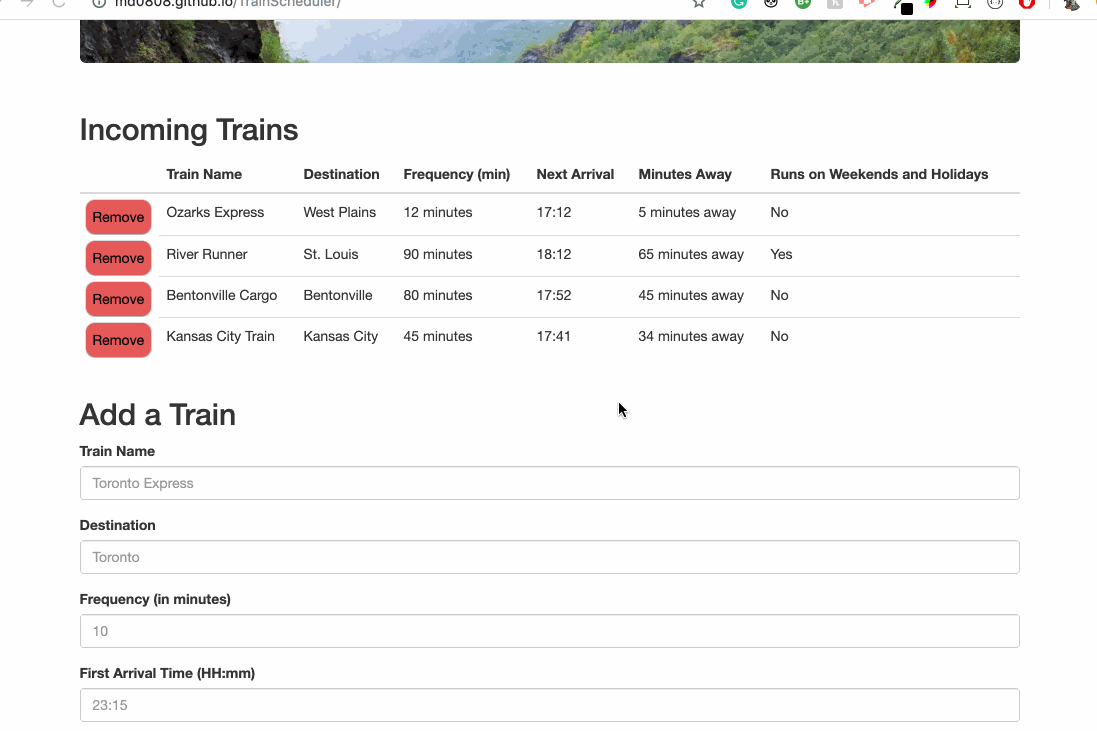 md0808.github.io/TrainScheduler/
Incoming Trains
Train Name Destination Frequency (min) Next Arrival Minutes Away Runs on Weekends and Holidays
Remove Ozarks Express West Plains 12 minutes 17:12 5 minutes away No
Remove River Runner St. Louis 90 minutes 18:12 65 minutes away Yes
Remove Bentonville Cargo Bentonville 80 minutes 17:52 45 minutes away No
Remove Kansas City Train Kansas City 45 minutes 17:41 34 minutes away No
Add a Train
Train Name
Toronto Express
Destination
Toronto
Frequency (in minutes)
10
First Arrival Time (HH:mm)
23:15